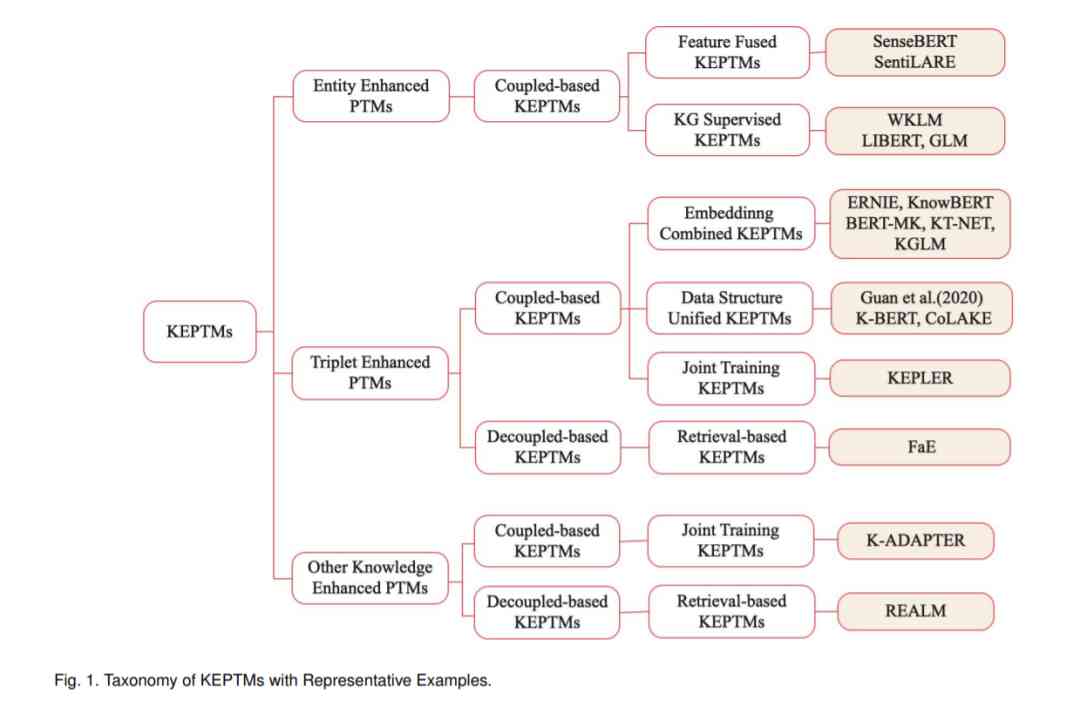 Feature Fused
KEPTMs
SenseBERT
SentiLARE
Entity Enhanced
PTMs
Coupled-based
KEPTMs
KG Supervised
KEPTMs
WKLM
LIBERT, GLM
Embeddinng
Combined KEPTMs
ERNIE, KnowBERT
BERT-MK, KT-NET,
KGLM
KEPTMs
Triplet Enhanced
PTMs
Coupled-based
KEPTMs
Data Structure
Unified KEPTMs
Guan et al.(2020)
K-BERT, CoLAKE
Joint Training
KEPTMs
KEPLER
Decoupled-based
KEPTMs
Retrieval-based
KEPTMs
FaE
Other Knowledge
Enhanced PTMs
Coupled-based
KEPTMs
Joint Training
KEPTMs
K-ADAPTER
Decoupled-based
KEPTMs
Retrieval-based
KEPTMs
REALM
Fig. 1. Taxonomy of KEPTMs with Representative Examples.